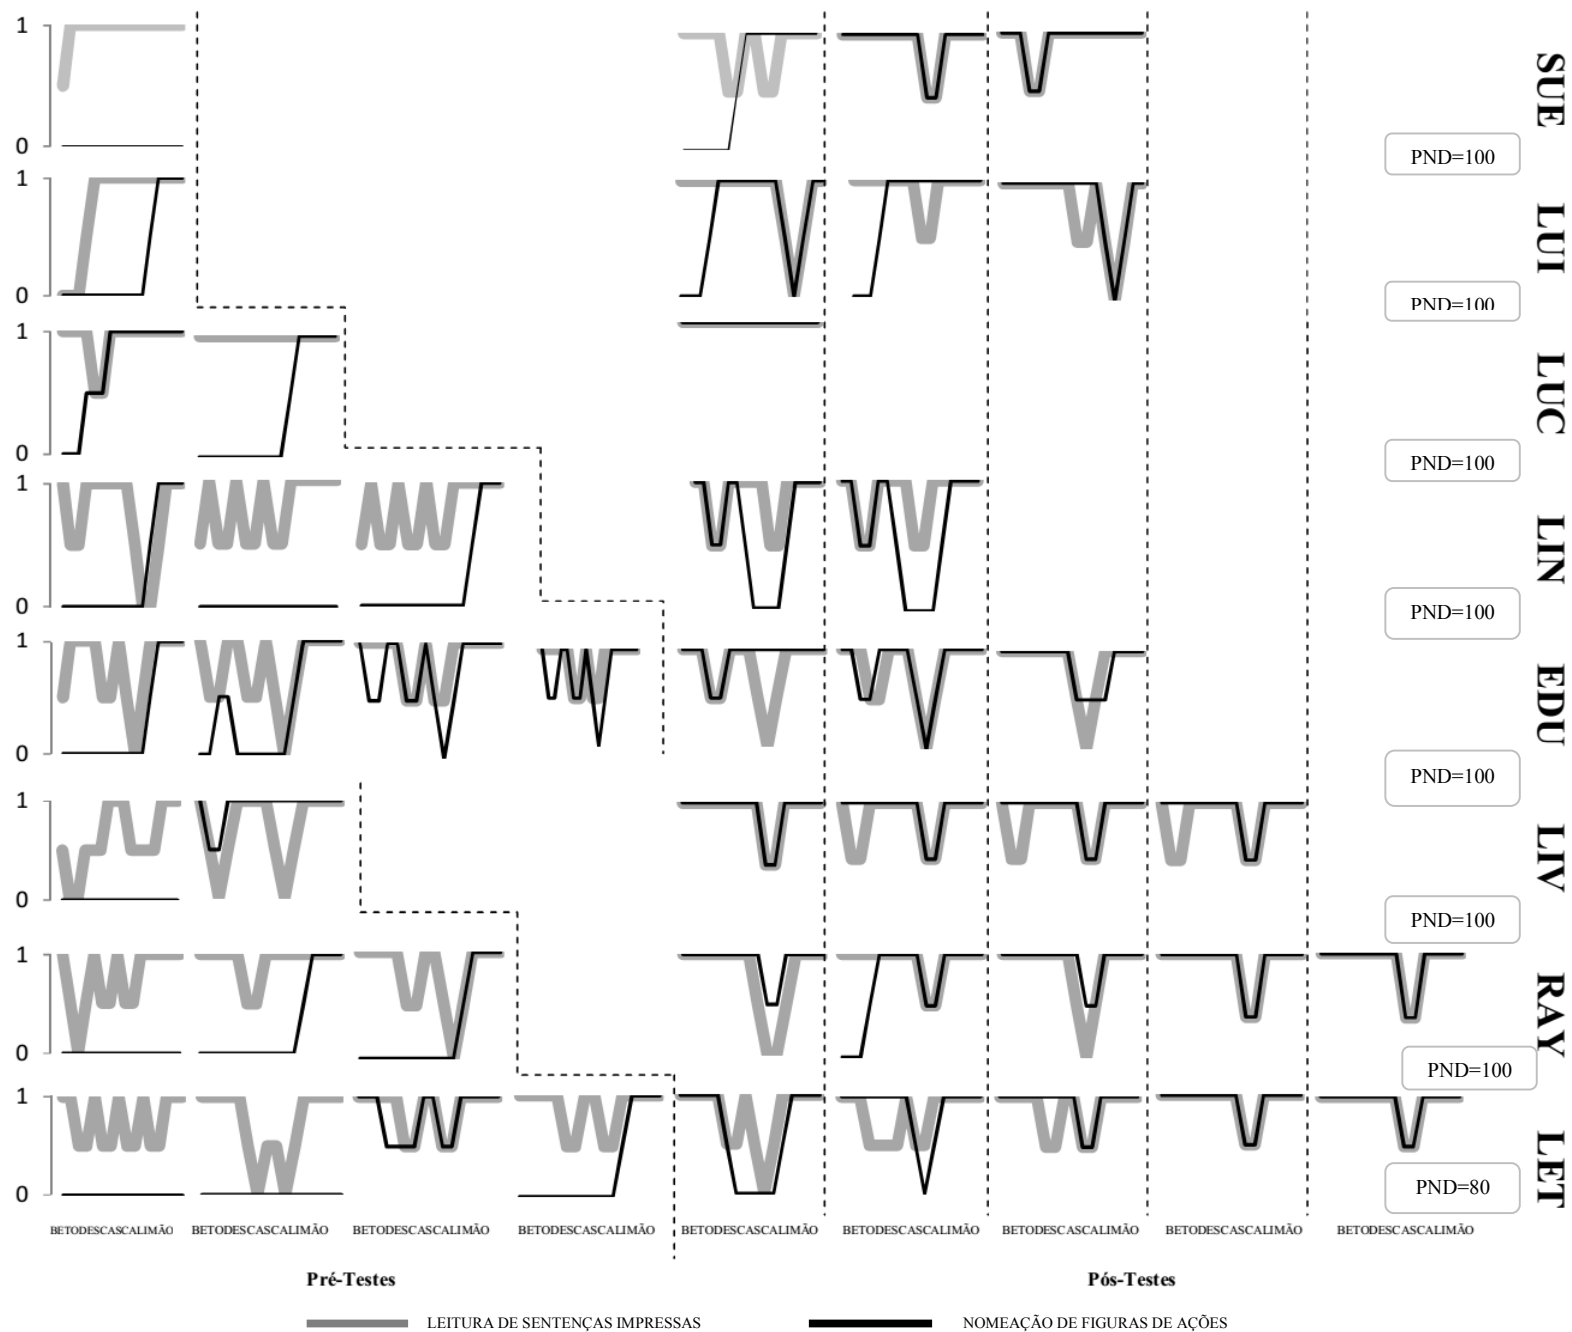 1
0
SUE
PND=100
1
0
LUI
PND=100
1
0
LUC
PND=100
1
0
LIN
PND=100
1
0
EDU
PND=100
1
0
LIV
PND=100
1
0
RAY
PND=100
1
0
LET
PND=80
BETODESCASCALIMÃO BETODESCASCALIMÃO BETODESCASCALIMÃO BETODESCASCALIMÃO BETODESCASCALIMÃO BETODESCASCALIMÃO BETODESCASCALIMÃO BETODESCASCALIMÃO BETODESCASCALIMÃO
Pré-Testes Pós-Testes
LEITURA DE SENTENÇAS IMPRESSAS NOMEAÇÃO DE FIGURAS DE AÇÕES